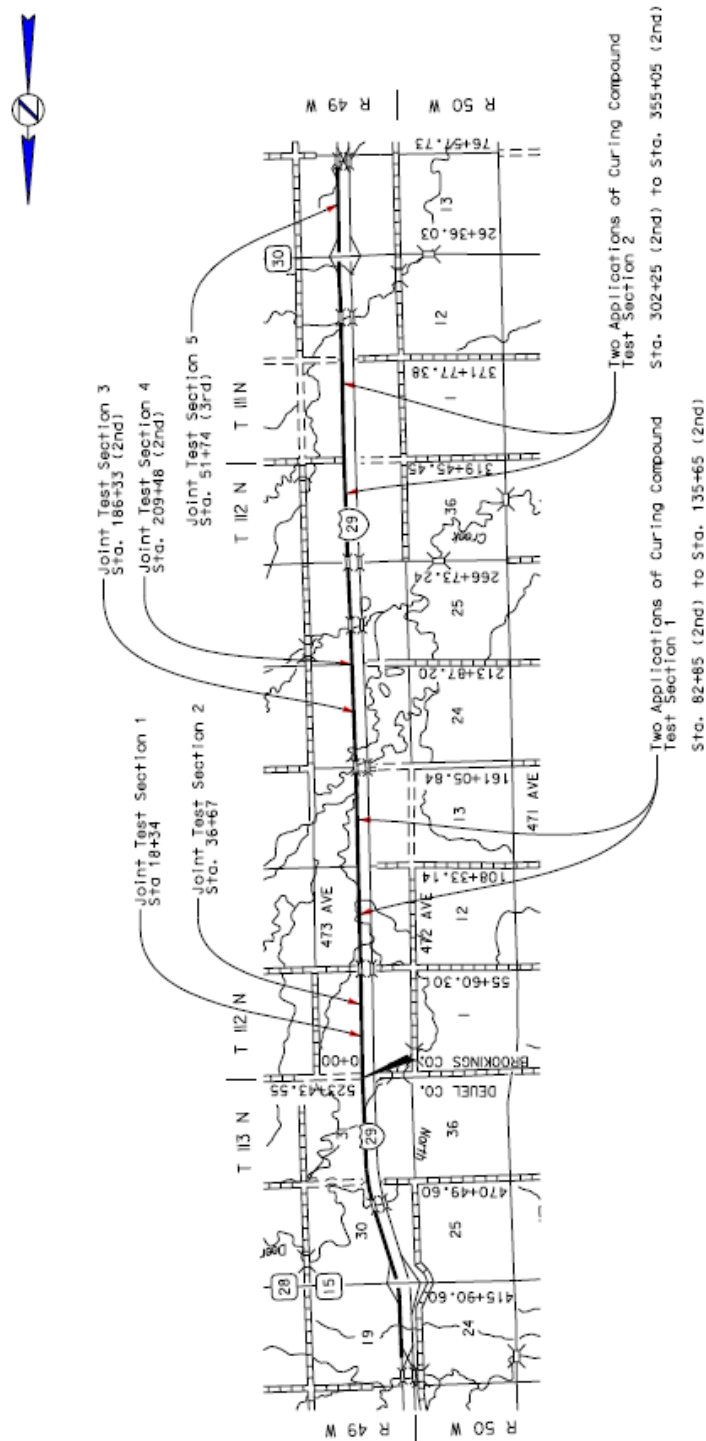 Z
R 49 W
R 50 W
Joint Test Section 1
Sta 18+34
Joint Test Section 2
Sta. 36+67
Joint Test Section 3
Sta. 186+33 (2nd)
Joint Test Section 4
Sta. 209+48 (2nd)
Joint Test Section 5
Sta. 51+74 (3rd)
T 113 N
T 112 N
T 112 N
T 111 N
28
15
30
Deer
19
30
31
29
473 AVE
29
523+43.55
0+00
415+90.60
470+49.60
DEUEL CO.
BROOKINGS CO.
55+60.30
108+33.14
161+05.84
213+87.20
266+73.24
319+45.45
371+77.38
26+36.03
76+57.73
North
472 AVE
471 AVE
Creek
24
25
36
1
12
13
24
25
36
1
12
13
R 49 W
R 50 W
Two Applications of Curing Compound
Test Section 1
Sta. 82+85 (2nd) to Sta. 135+65 (2nd)
Two Applications of Curing Compound
Test Section 2
Sta. 302+25 (2nd) to Sta. 355+05 (2nd)